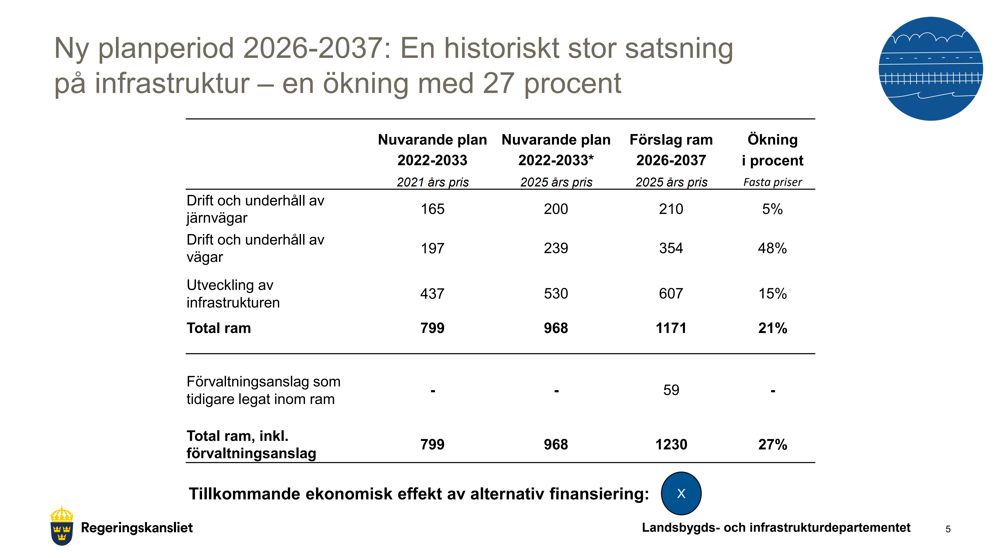 Ny planperiod 2026-2037: En historiskt stor satsning
på infrastruktur – en ökning med 27 procent
Nuvarande plan Nuvarande plan Förslag ram Ökning
2022-2033 2022-2033* 2026-2037 i procent
2021 års pris 2025 års pris 2025 års pris Fasta priser
Drift och underhåll av
järnvägar 165 200 210 5%
Drift och underhåll av
vägar 197 239 354 48%
Utveckling av
infrastrukturen 437 530 607 15%
Total ram 799 968 1171 21%
Förvaltningsanslag som
tidigare legat inom ram - - 59 -
Total ram, inkl.
förvaltningsanslag 799 968 1230 27%
Tillkommande ekonomisk effekt av alternativ finansiering: X
Regeringskansliet
Landsbygds- och infrastrukturdepartementet 5